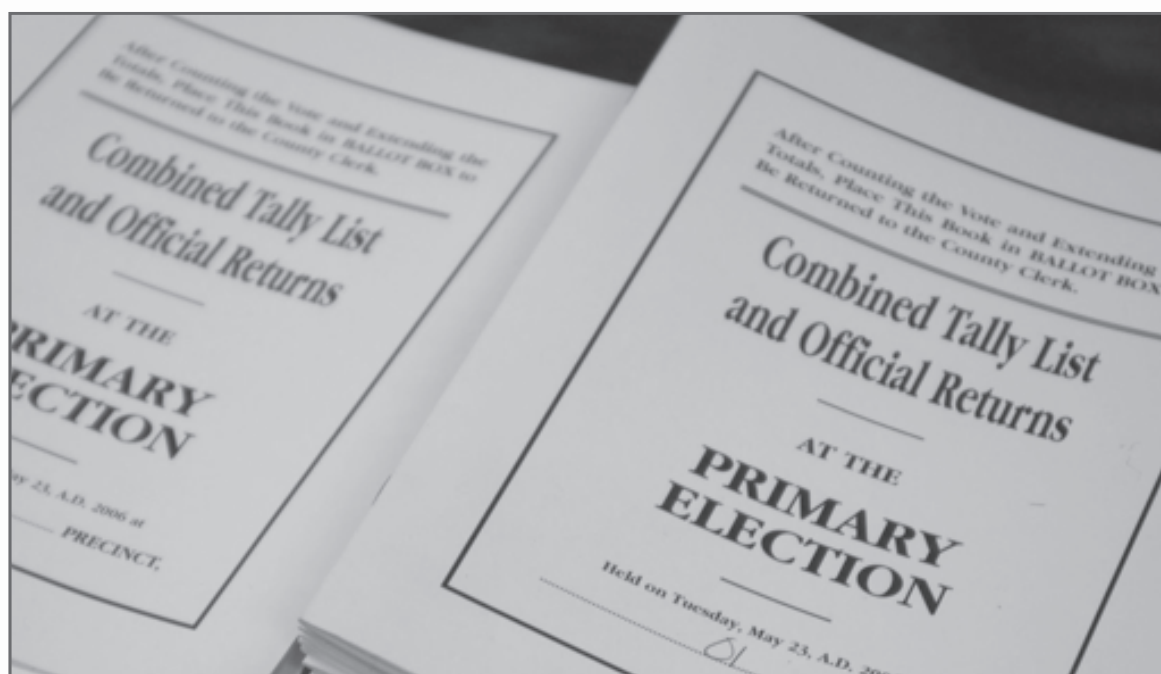 After Counting the Vote and Extending the
Totals, Place This Book in BALLOT BOX to
Be Returned to the County Clerk.
Combined Tally List
and Official Returns
AT THE
PRIMARY
ECTION
ay 23, A.D. 2006 at
PRECINCT,
After Counting the Vote and Extending
Totals, Place This Book in BALLOT BOX
Be Returned to the County Clerk.
Combined Tally List
and Official Returns
AT THE
PRIMARY
ELECTION
Held on Tuesday, May 23, A.D. 20
01